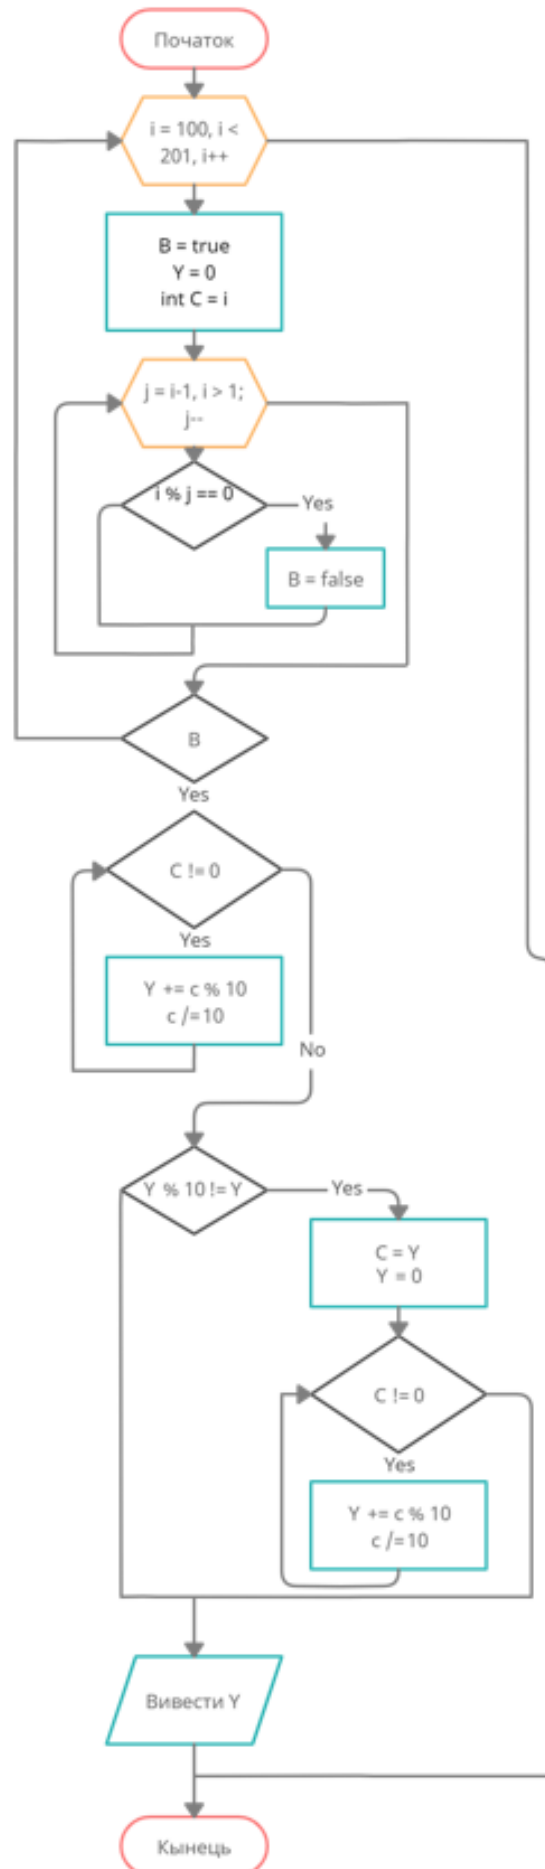 Початок
i = 100, i <
201, i++
B = true
Y = 0
int C = i
j = i-1, i > 1;
j--
i % j == 0
Yes
B = false
B
Yes
C != 0
Yes
Y += c % 10
c /=10
No
Y % 10 != Y
Yes
C = Y
Y = 0
C != 0
Yes
Y += c % 10
c /=10
Вивести Y
Кынець